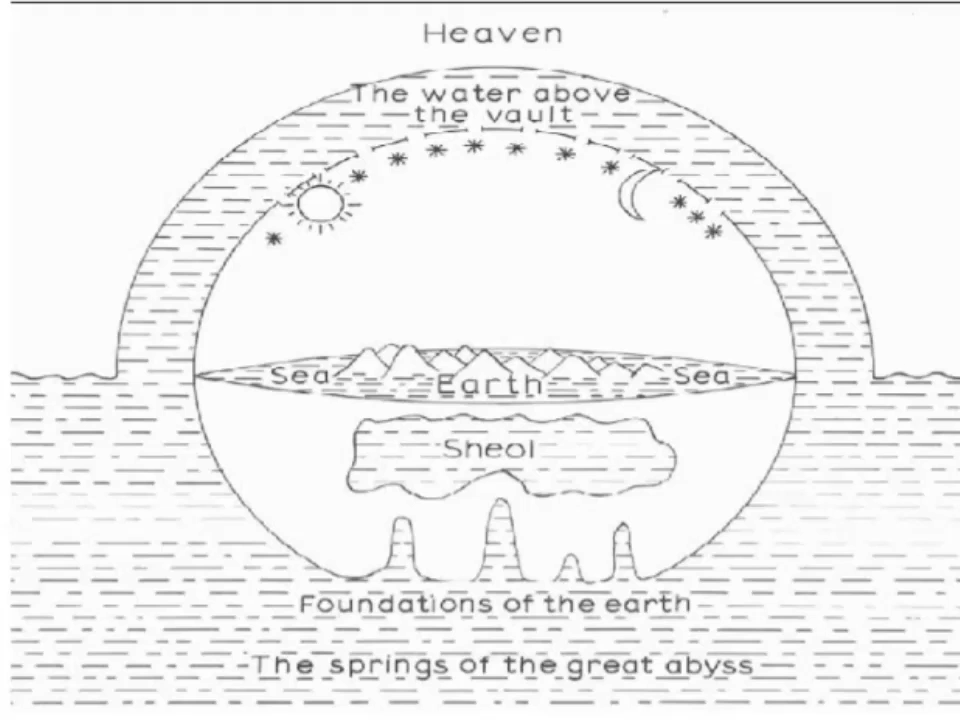 Heaven
The water above
the vault
Sea
Earth
Sea
Sheol
Foundations of the earth
The springs of the great abyss